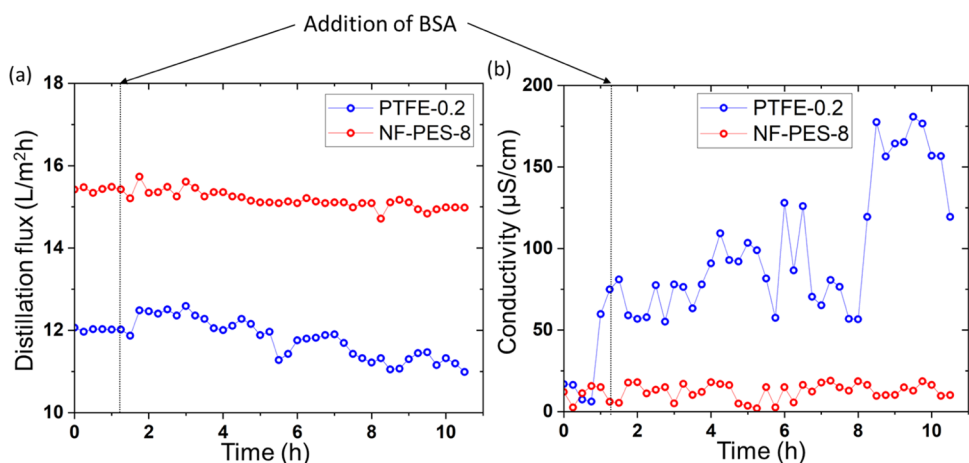 Addition of BSA
(a)
18
16
14
12
10
Distillation flux (L/m²h)
PTFE-0.2
NF-PES-8
0
2
4
6
8
10
Time (h)
(b)
200
150
100
50
0
Conductivity (µS/cm)
PTFE-0.2
NF-PES-8
0
2
4
6
8
10
Time (h)